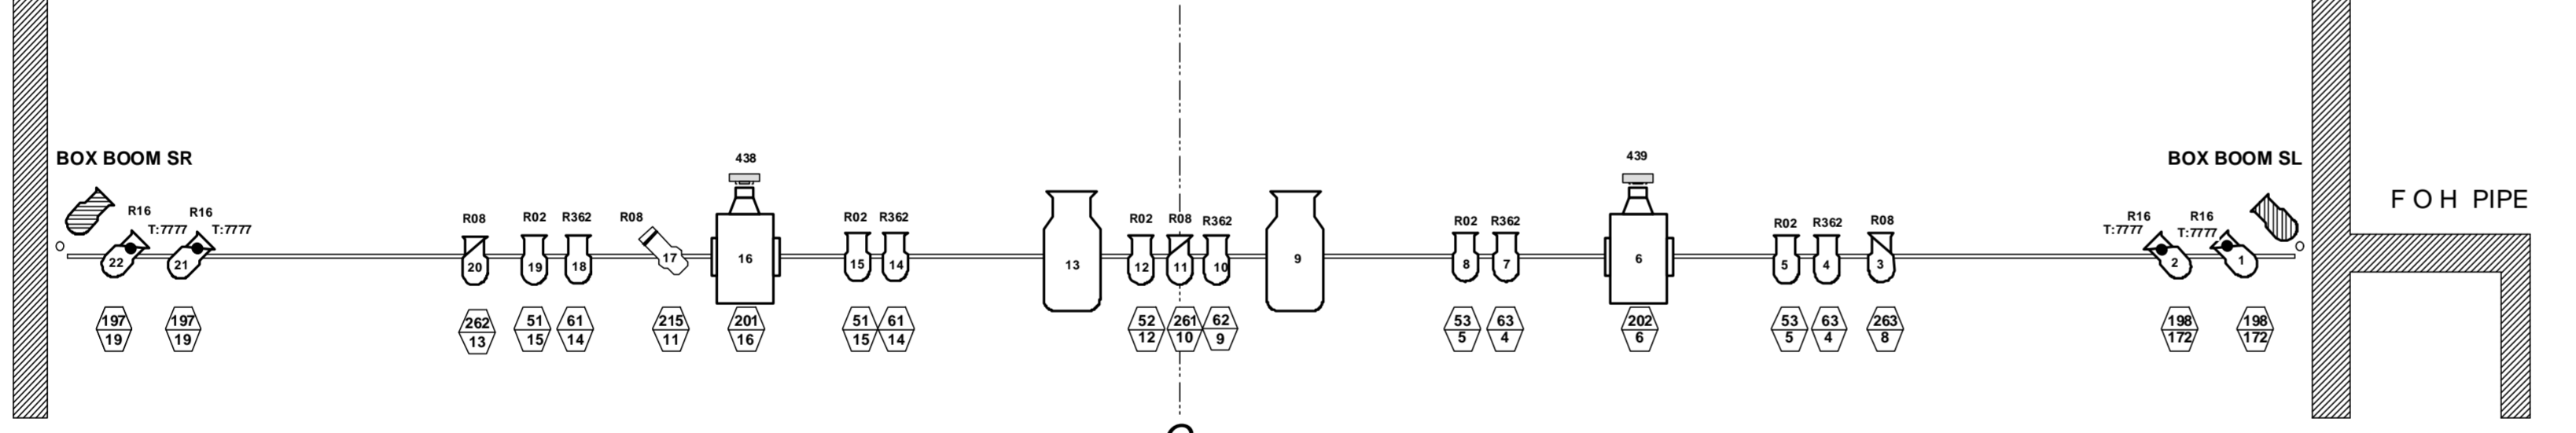 438
439
BOX BOOM SR
BOX BOOM SL
F O H PIPE
R16 R16 R08 R02 R362 R08 R02 R362 R02 R08 R362 R02 R362 R02 R362 R08 R16 R16
T:7777 T:7777 T:7777 T:7777
22 21 20 19 18 17 16 15 14 13 12 11 10 9 8 7 6 5 4 3 2 1
197 197 262 51 61 215 201 51 61 52 261 62 53 63 202 53 63 263 198 198
19 19 13 15 14 11 16 15 14 12 10 9 5 4 6 5 4 8 172 172